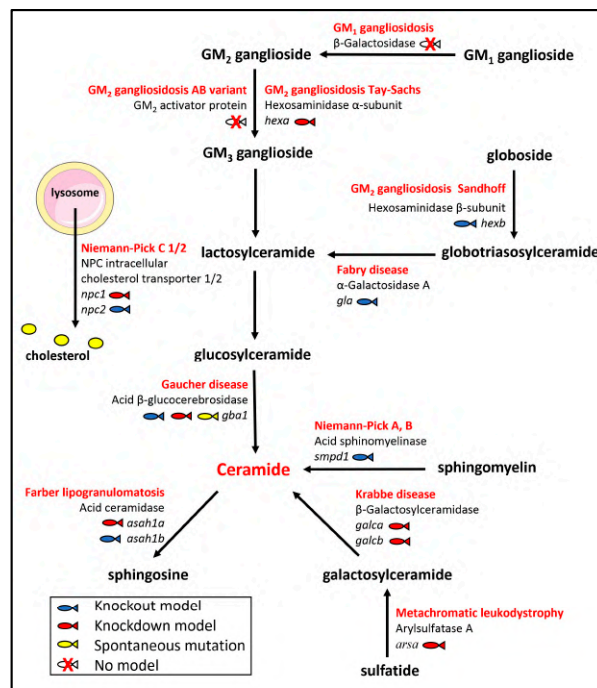 GM1 gangliosidosis
β-Galactosidase
GM2 ganglioside
GM1 ganglioside
GM2 gangliosidosis AB variant
GM2 activator protein
GM2 gangliosidosis Tay-Sachs
Hexosaminidase α-subunit
hexa
GM3 ganglioside
globoside
lysosome
GM2 gangliosidosis Sandhoff
Hexosaminidase β-subunit
hexb
Niemann-Pick C 1/2
NPC intracellular
cholesterol transporter 1/2
npc1
npc2
lactosylceramide
globotriasosylceramide
Fabry disease
α-Galactosidase A
gla
cholesterol
glucosylceramide
Gaucher disease
Acid β-glucocerebrosidase
gba1
Niemann-Pick A, B
Acid sphinomyelinase
smpd1
Ceramide
sphingomyelin
Farber lipogranulomatosis
Acid ceramidase
asah1a
asah1b
Krabbe disease
β-Galactosylceramidase
galca
galcb
sphingosine
galactosylceramide
Knockout model
Knockdown model
Spontaneous mutation
No model
Metachromatic leukodystrophy
Arylsulfatase A
arsa
sulfatide